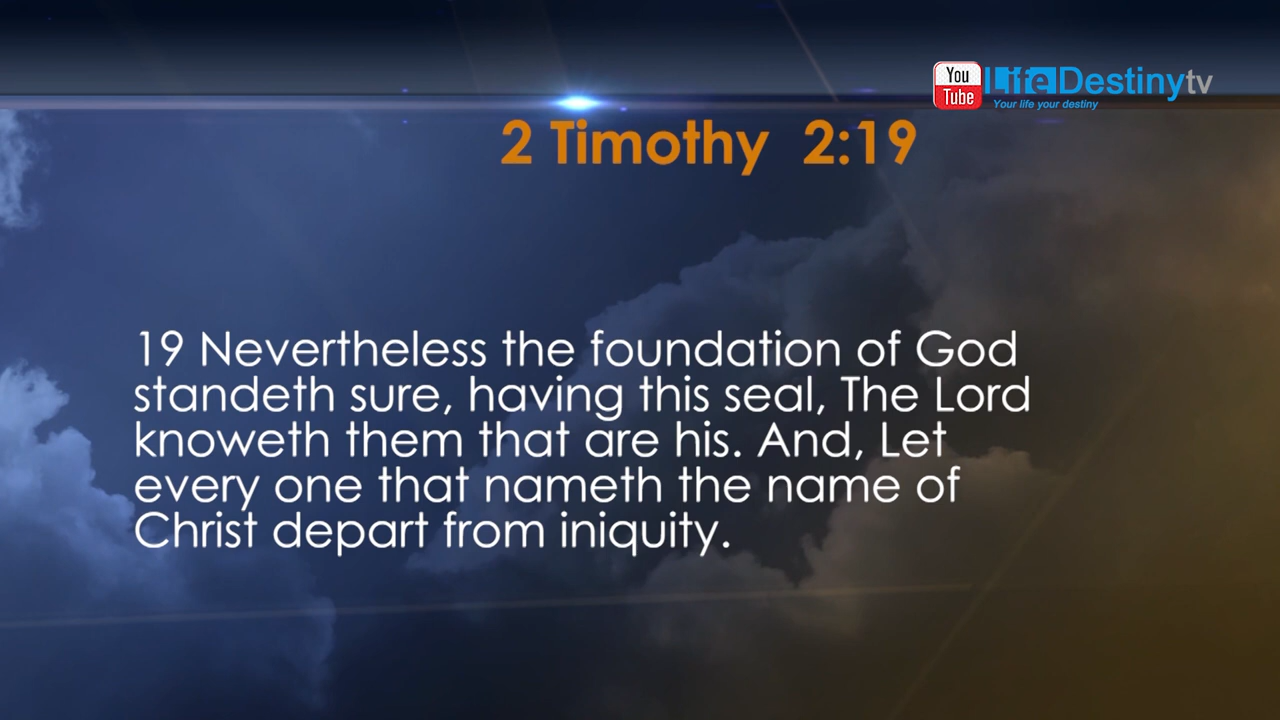 You
Tube
LifeDestinytv
Your life your destiny
2 Timothy 2:19
19 Nevertheless the foundation of God
standeth sure, having this seal, The Lord
knoweth them that are his. And, Let
every one that nameth the name of
Christ depart from iniquity.